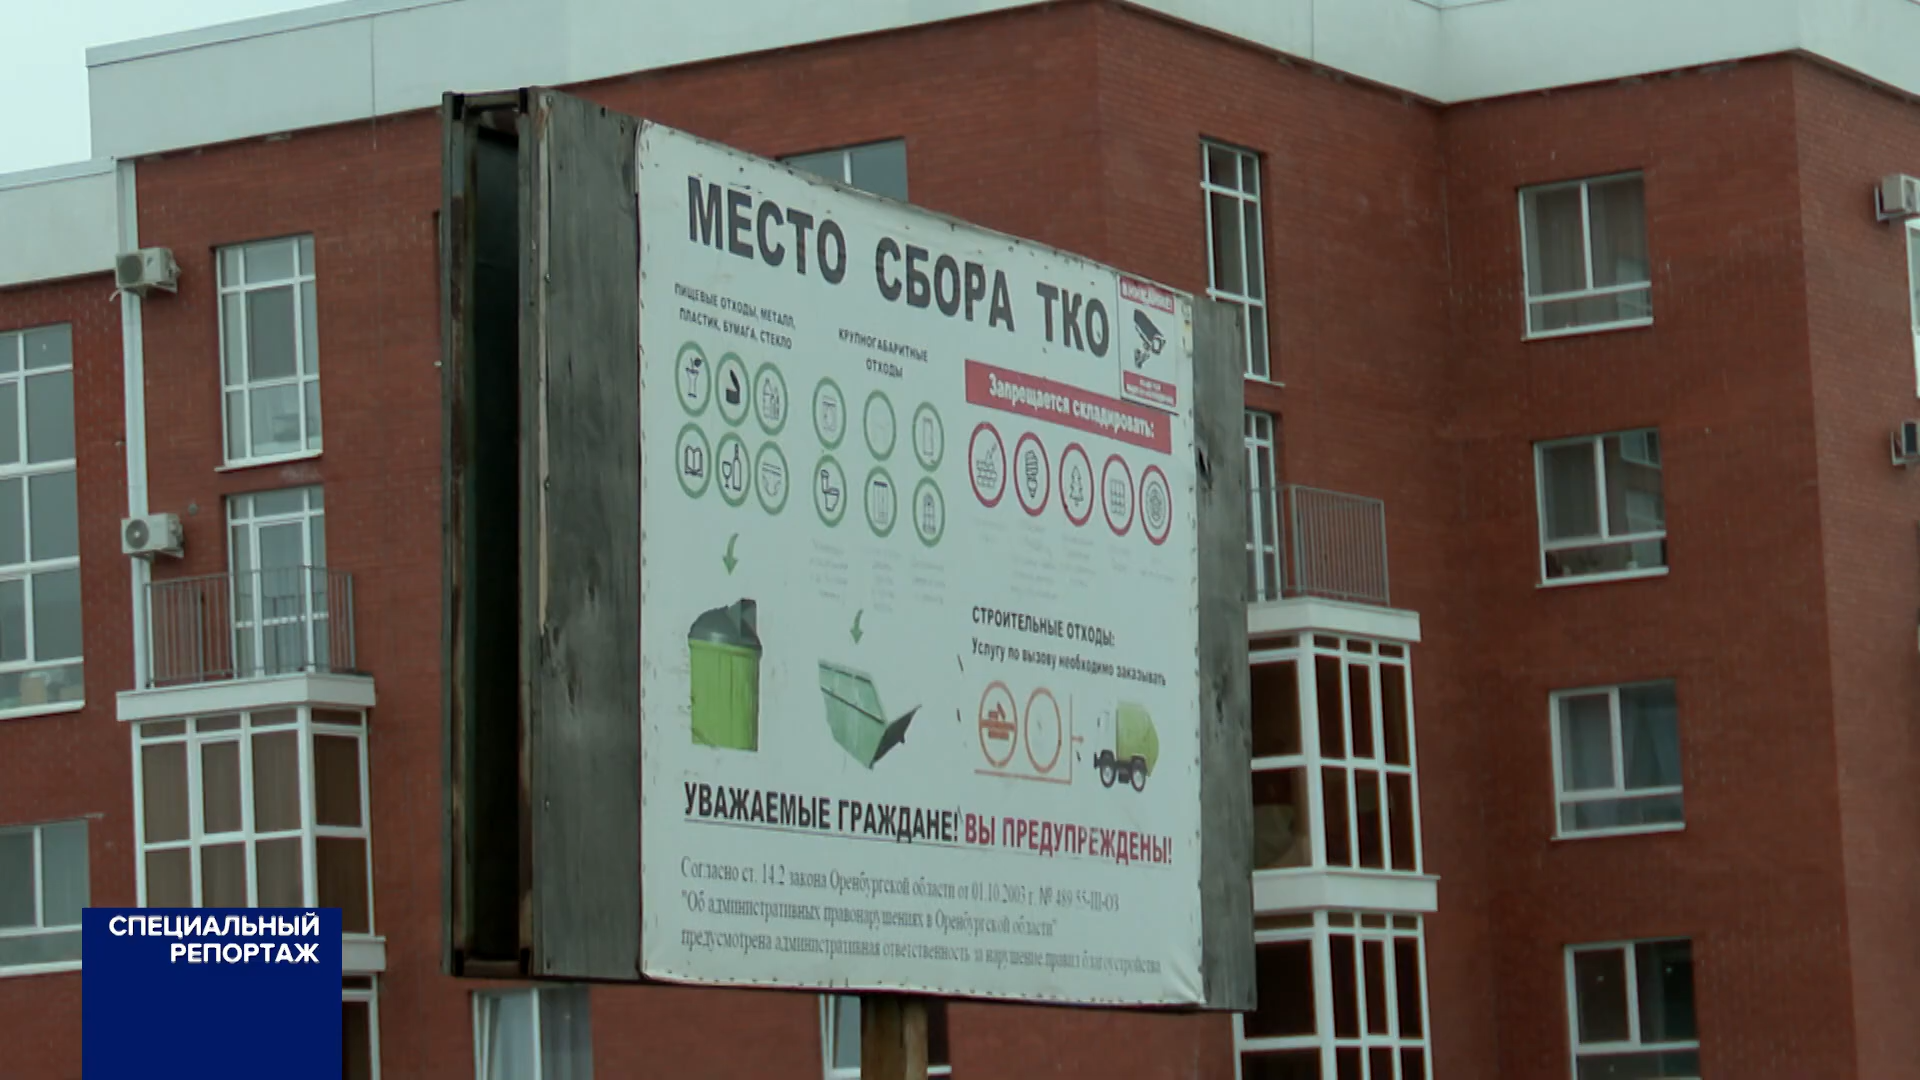 МЕСТО СБОРА ТКО
ВНИМАНИЕ!
ПИЩЕВЫЕ ОТХОДЫ, МЕТАЛЛ,
ПЛАСТИК, БУМАГА, СТЕКЛО
КРУПНОГАБАРИТНЫЕ
ОТХОДЫ
Запрещается складировать:
СТРОИТЕЛЬНЫЕ ОТХОДЫ:
Услугу по вызову необходимо заказывать
УВАЖАЕМЫЕ ГРАЖДАНЕ! ВЫ ПРЕДУПРЕЖДЕНЫ!
Согласно ст. 14.2 закона Оренбургской области от 01.10.2003 г. № 489 55-III-ОЗ
"Об административных правонарушениях в Оренбургской области"
предусмотрена административная ответственность за нарушение правил благоустройства
СПЕЦИАЛЬНЫЙ
РЕПОРТАЖ